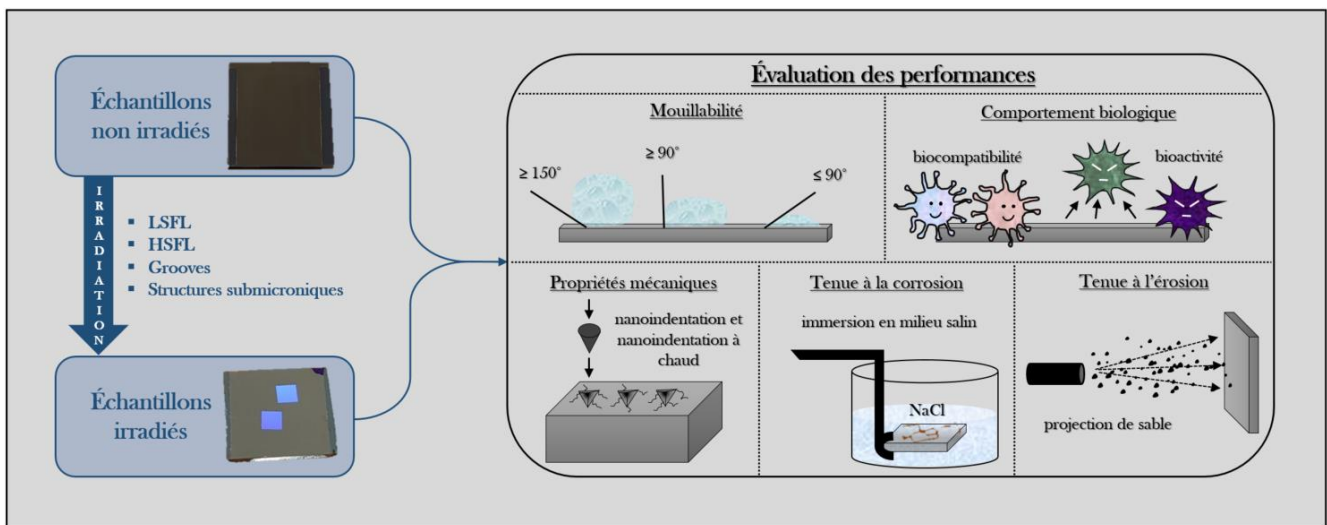 Échantillons
non irradiés
IRRADIATION
▪ LSFL
▪ HSFL
▪ Grooves
▪ Structures submicroniques
Échantillons
irradiés
Évaluation des performances
Mouillabilité
≥ 150°
≥ 90°
≤ 90°
Comportement biologique
biocompatibilité
bioactivité
Propriétés mécaniques
nanoindentation et
nanoindentation à
chaud
Tenue à la corrosion
immersion en milieu salin
NaCl
Tenue à l'érosion
projection de sable